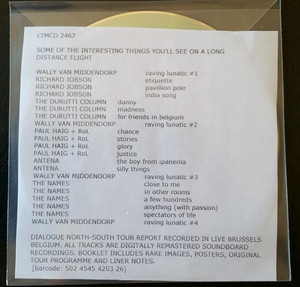 LTMCD 2467
SOME OF THE INTERESTING THINGS YOU'LL SEE ON A LONG
DISTANCE FLIGHT
WALLY VAN MIDDENDORP raving lunatic #1
RICHARD JOBSON etiquette
RICHARD JOBSON pavillion pole
RICHARD JOBSON india song
THE DURUTTI COLUMN danny
THE DURUTTI COLUMN madness
THE DURUTTI COLUMN for friends in belgium
WALLY VAN MIDDENDORP raving lunatic #2
PAUL HAIG + RoL chance
PAUL HAIG + RoL stories
PAUL HAIG + RoL glory
PAUL HAIG + RoL justice
ANTENA the boy from ipanema
ANTENA silly things
WALLY VAN MIDDENDORP raving lunatic #3
THE NAMES close to me
THE NAMES in other rooms
THE NAMES a few hundreds
THE NAMES anything (with passion)
THE NAMES spectators of life
WALLY VAN MIDDENDORP raving lunatic #4
DIALOGUE NORTH-SOUTH TOUR REPORT RECORDED IN LIVE BRUSSELS
BELGIUM. ALL TRACKS ARE DIGITALLY REMASTERED SOUNDBOARD
RECORDINGS. BOOKLET INCLUDES RARE IMAGES, POSTERS, ORIGINAL
TOUR PROGRAMME AND LINER NOTES.
[barcode: 502 4545 4203 26]